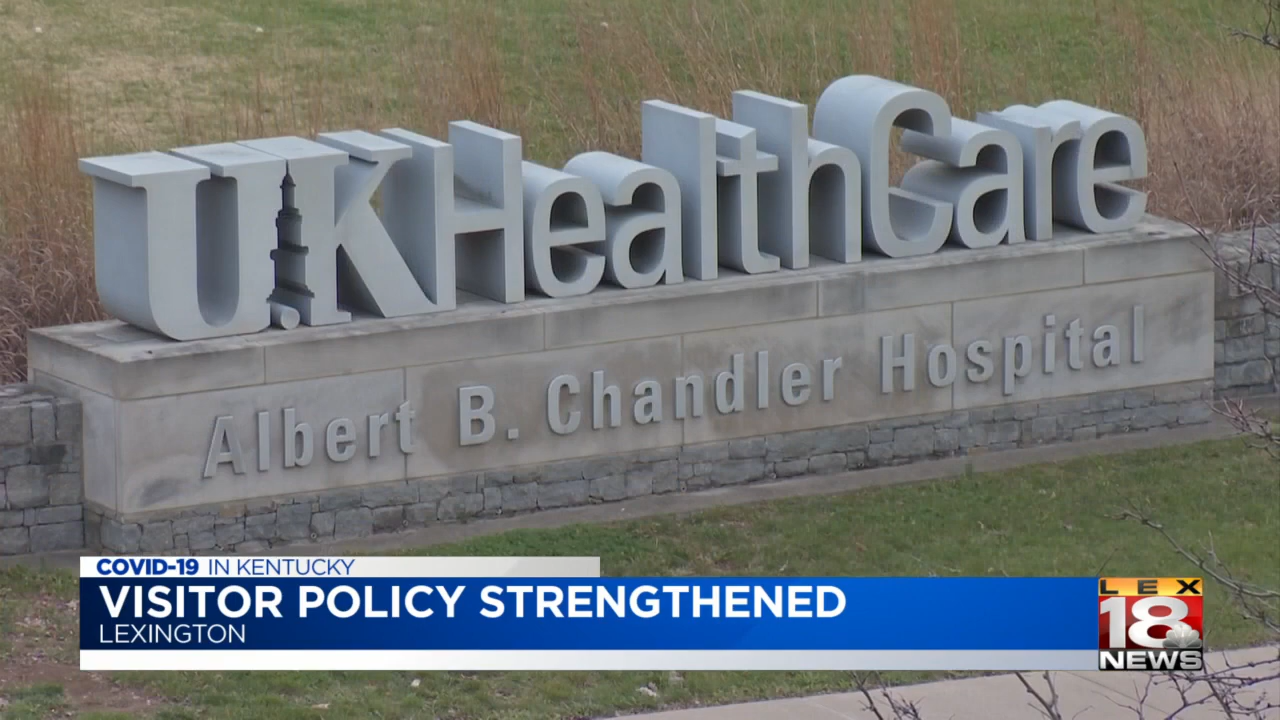 UKHealthCare
Albert B. Chandler Hospital
COVID-19 IN KENTUCKY
VISITOR POLICY STRENGTHENED
LEXINGTON
LEX
18
NEWS